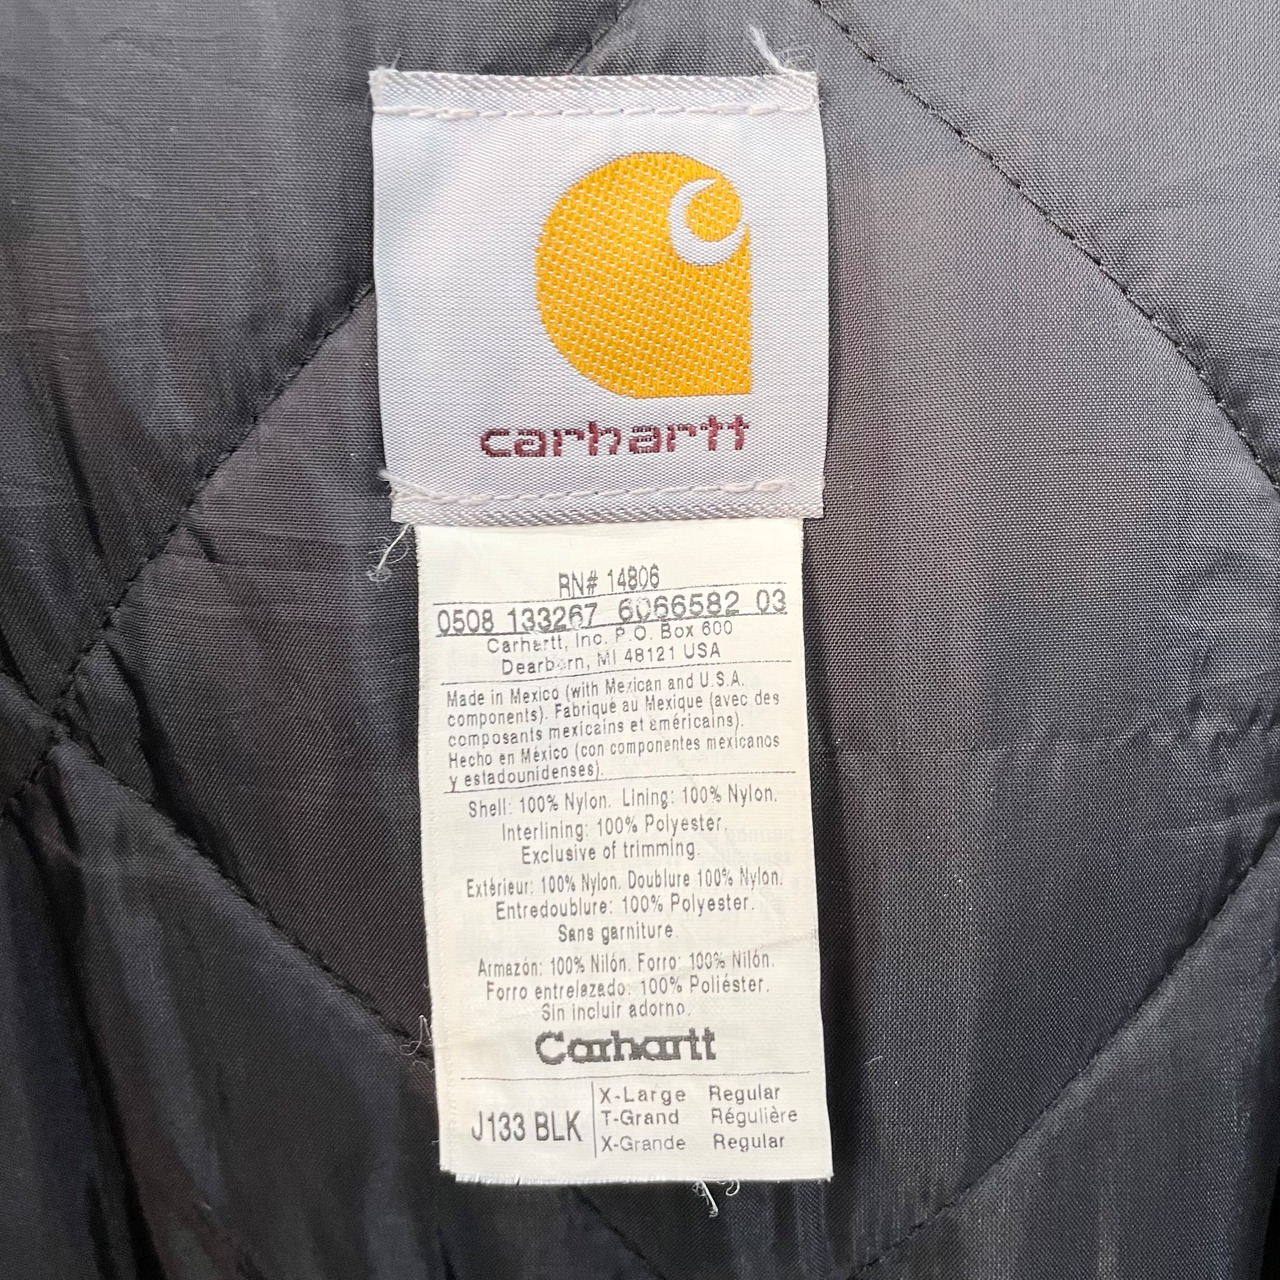 carhartt
RN# 14806
0508 133267 6066582 03
Carhartt, Inc. P.O. Box 600
Dearborn, MI 48121 USA
Made in Mexico (with Mexican and U.S.A.
components). Fabriqué au Mexique (avec des
composants mexicains et américains).
Hecho en México (con componentes mexicanos
y estadounidenses).
Shell: 100% Nylon. Lining: 100% Nylon.
Interlining: 100% Polyester.
Exclusive of trimming.
Extérieur: 100% Nylon. Doublure 100% Nylon.
Entredoublure: 100% Polyester.
Sans garniture.
Armazón: 100% Nilón. Forro: 100% Nilón.
Forro entrelazado: 100% Poliéster.
Sin incluir adorno.
Carhartt
J133 BLK
X-Large Regular
T-Grand Régulière
X-Grande Regular